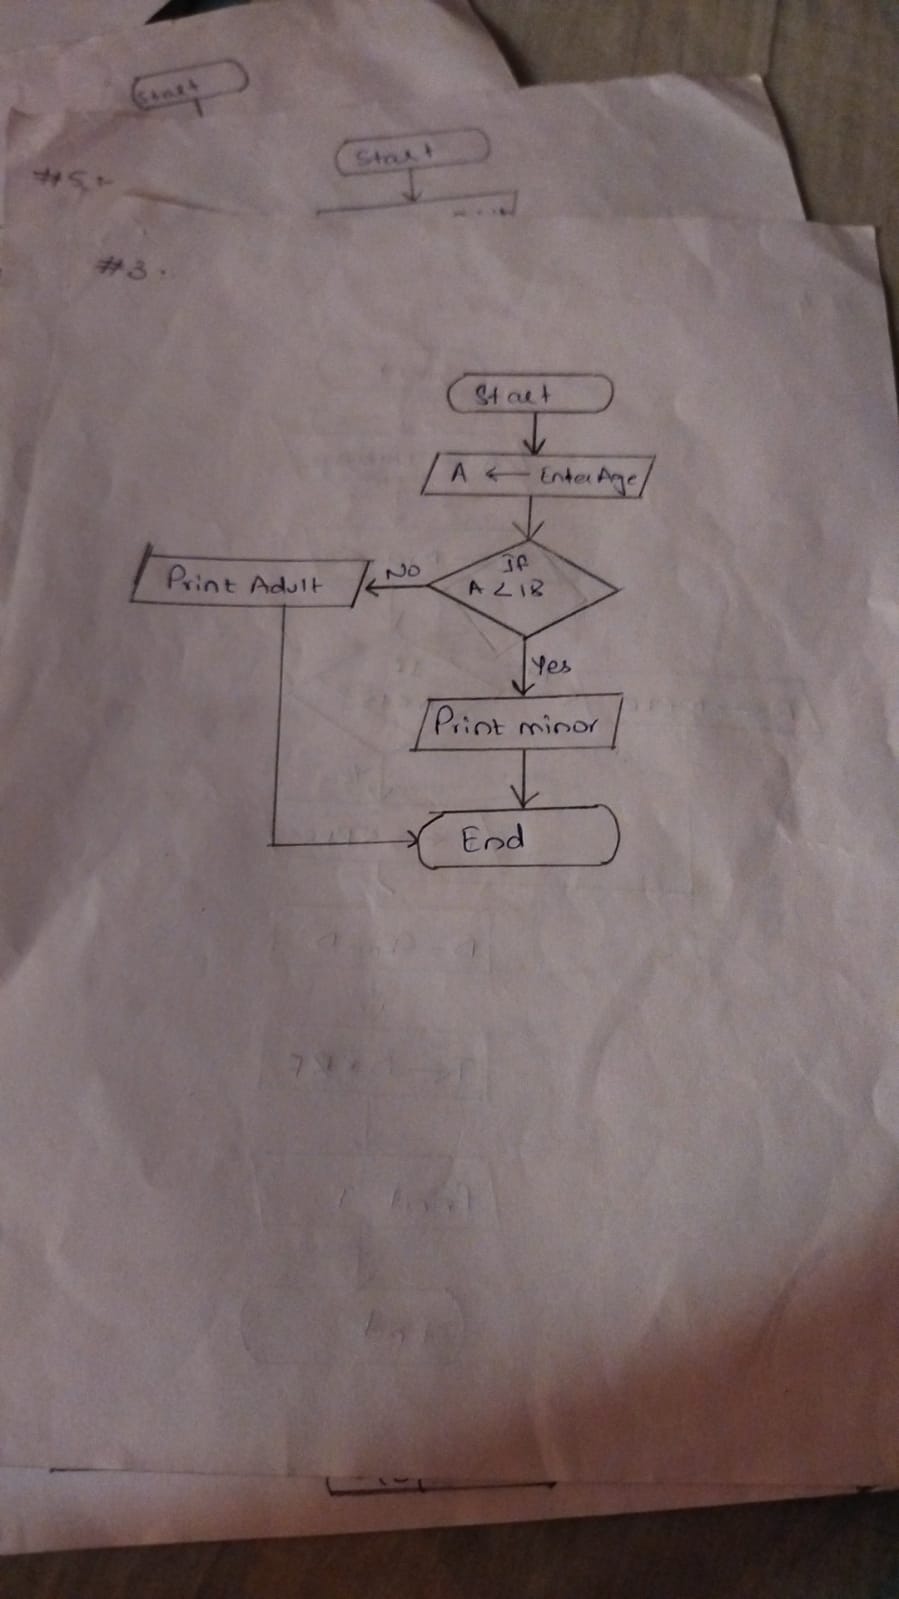 Start
Start
#5:-
#3.
Start
A ← Enter Age
If
A < 18
No
Print Adult
Yes
Print minor
End